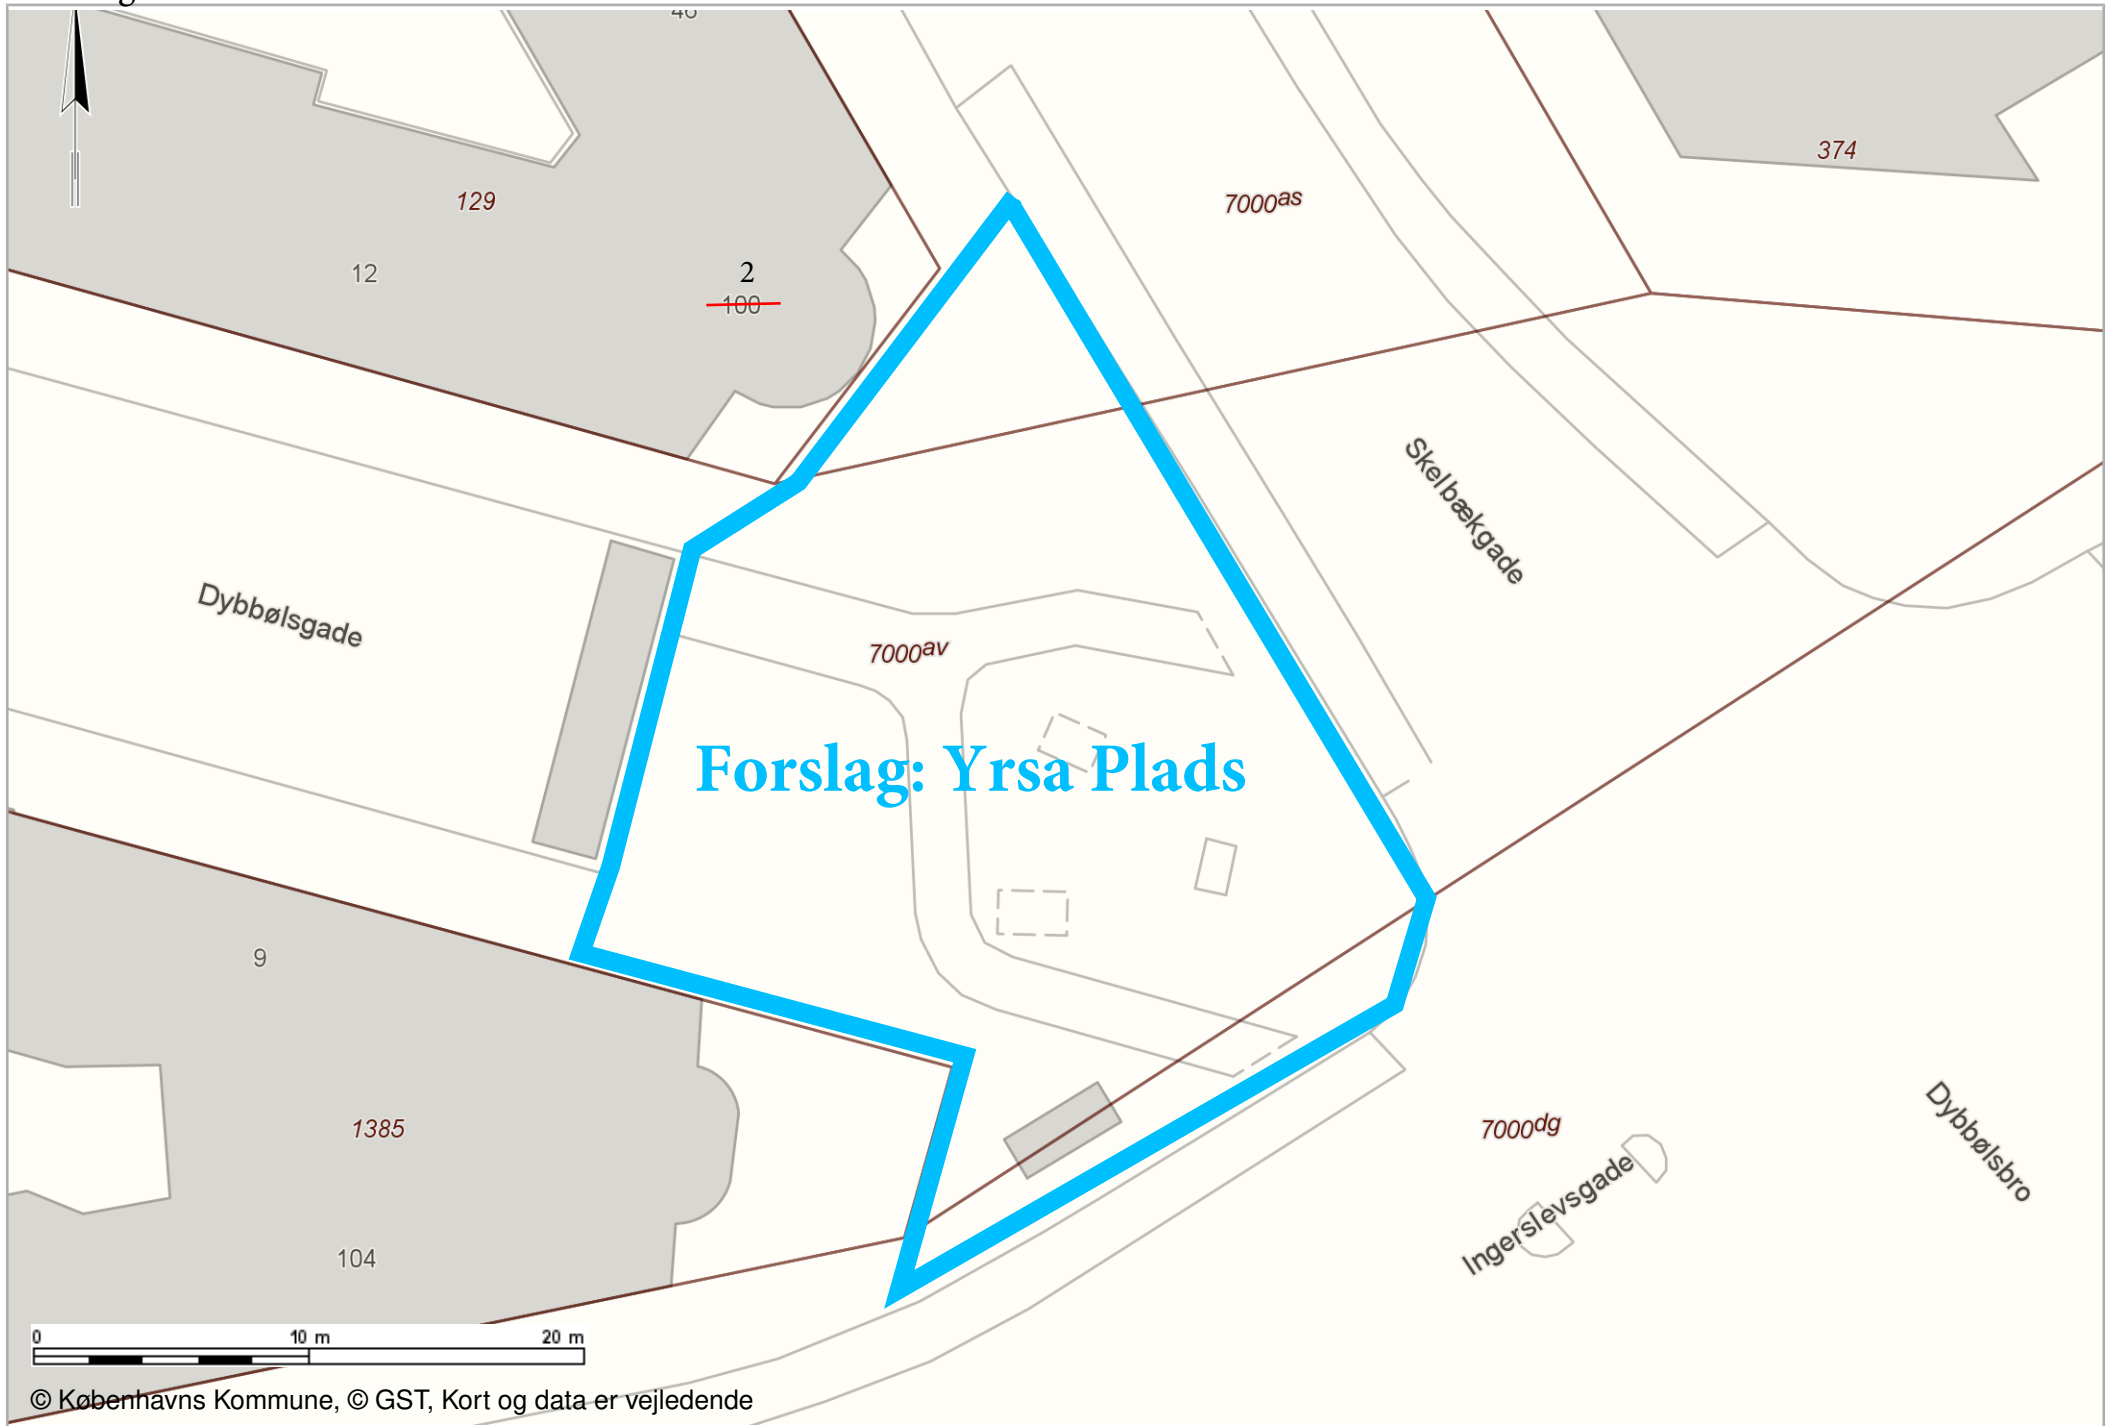 129
7000as
374
12
2
100
Skelbækgade
Dybbølsgade
7000av
Forslag: Yrsa Plads
9
1385
7000dg
Dybbølsbro
Ingerslevsgade
104
0 10 m 20 m
© Københavns Kommune, © GST, Kort og data er vejledende